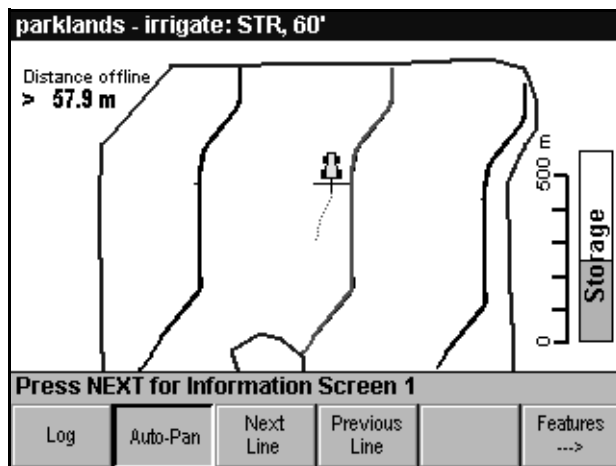 parklands - irrigate: STR, 60'
Distance offline
> 57.9 m
m
500
0
Storage
Press NEXT for Information Screen 1
Log
Auto-Pan
Next
Line
Previous
Line
Features
--->